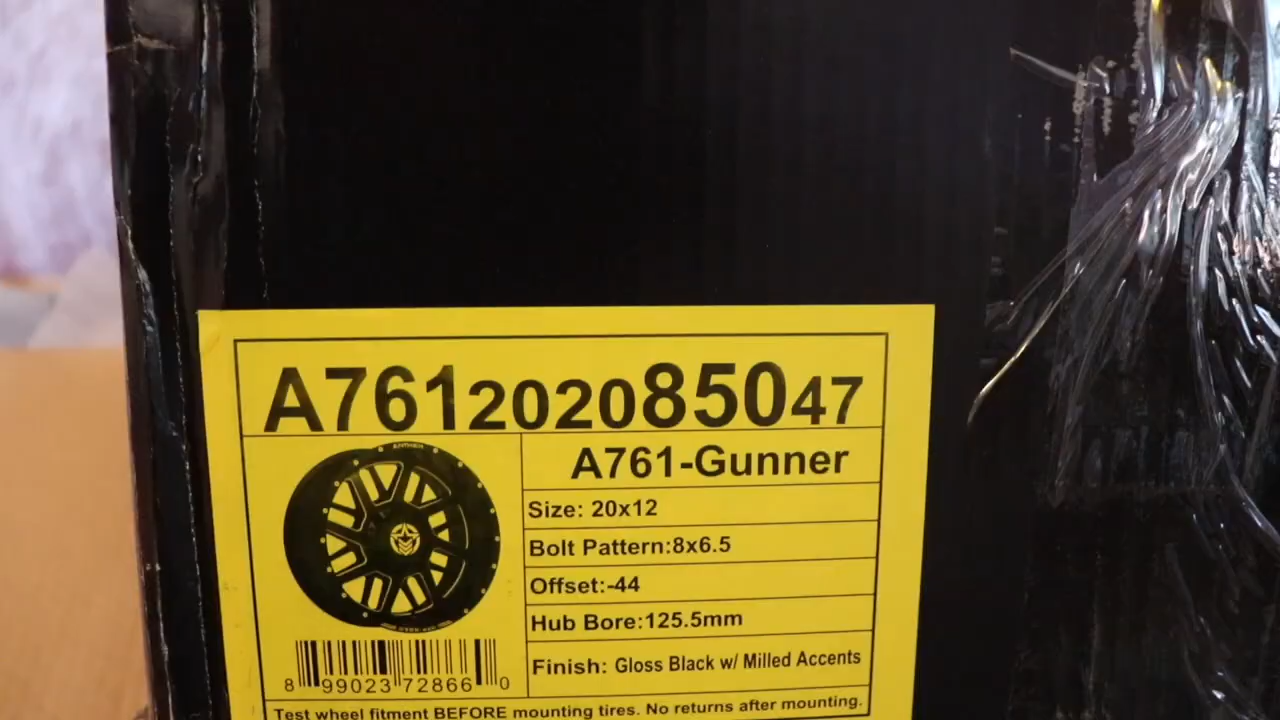 A761202085047
A761-Gunner
Size: 20x12
Bolt Pattern:8x6.5
Offset:-44
Hub Bore:125.5mm
Finish: Gloss Black w/ Milled Accents
8 99023 72866 0
Test wheel fitment BEFORE mounting tires. No returns after mounting.